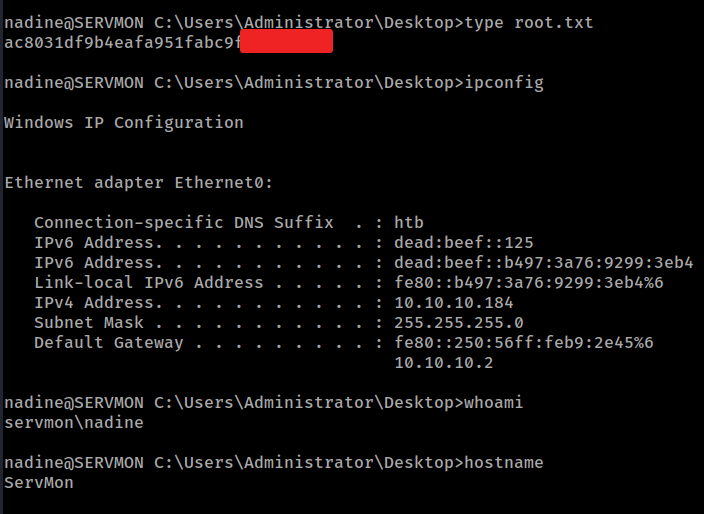 nadine@SERVMON C:\Users\Administrator\Desktop>type root.txt
ac8031df9b4eafa951fabc9f
nadine@SERVMON C:\Users\Administrator\Desktop>ipconfig
Windows IP Configuration
Ethernet adapter Ethernet0:
   Connection-specific DNS Suffix  . : htb
   IPv6 Address. . . . . . . . . . . : dead:beef::125
   IPv6 Address. . . . . . . . . . . : dead:beef::b497:3a76:9299:3eb4
   Link-local IPv6 Address . . . . . : fe80::b497:3a76:9299:3eb4%6
   IPv4 Address. . . . . . . . . . . : 10.10.10.184
   Subnet Mask . . . . . . . . . . . : 255.255.255.0
   Default Gateway . . . . . . . . . : fe80::250:56ff:feb9:2e45%6
                                       10.10.10.2
nadine@SERVMON C:\Users\Administrator\Desktop>whoami
servmon\nadine
nadine@SERVMON C:\Users\Administrator\Desktop>hostname
ServMon